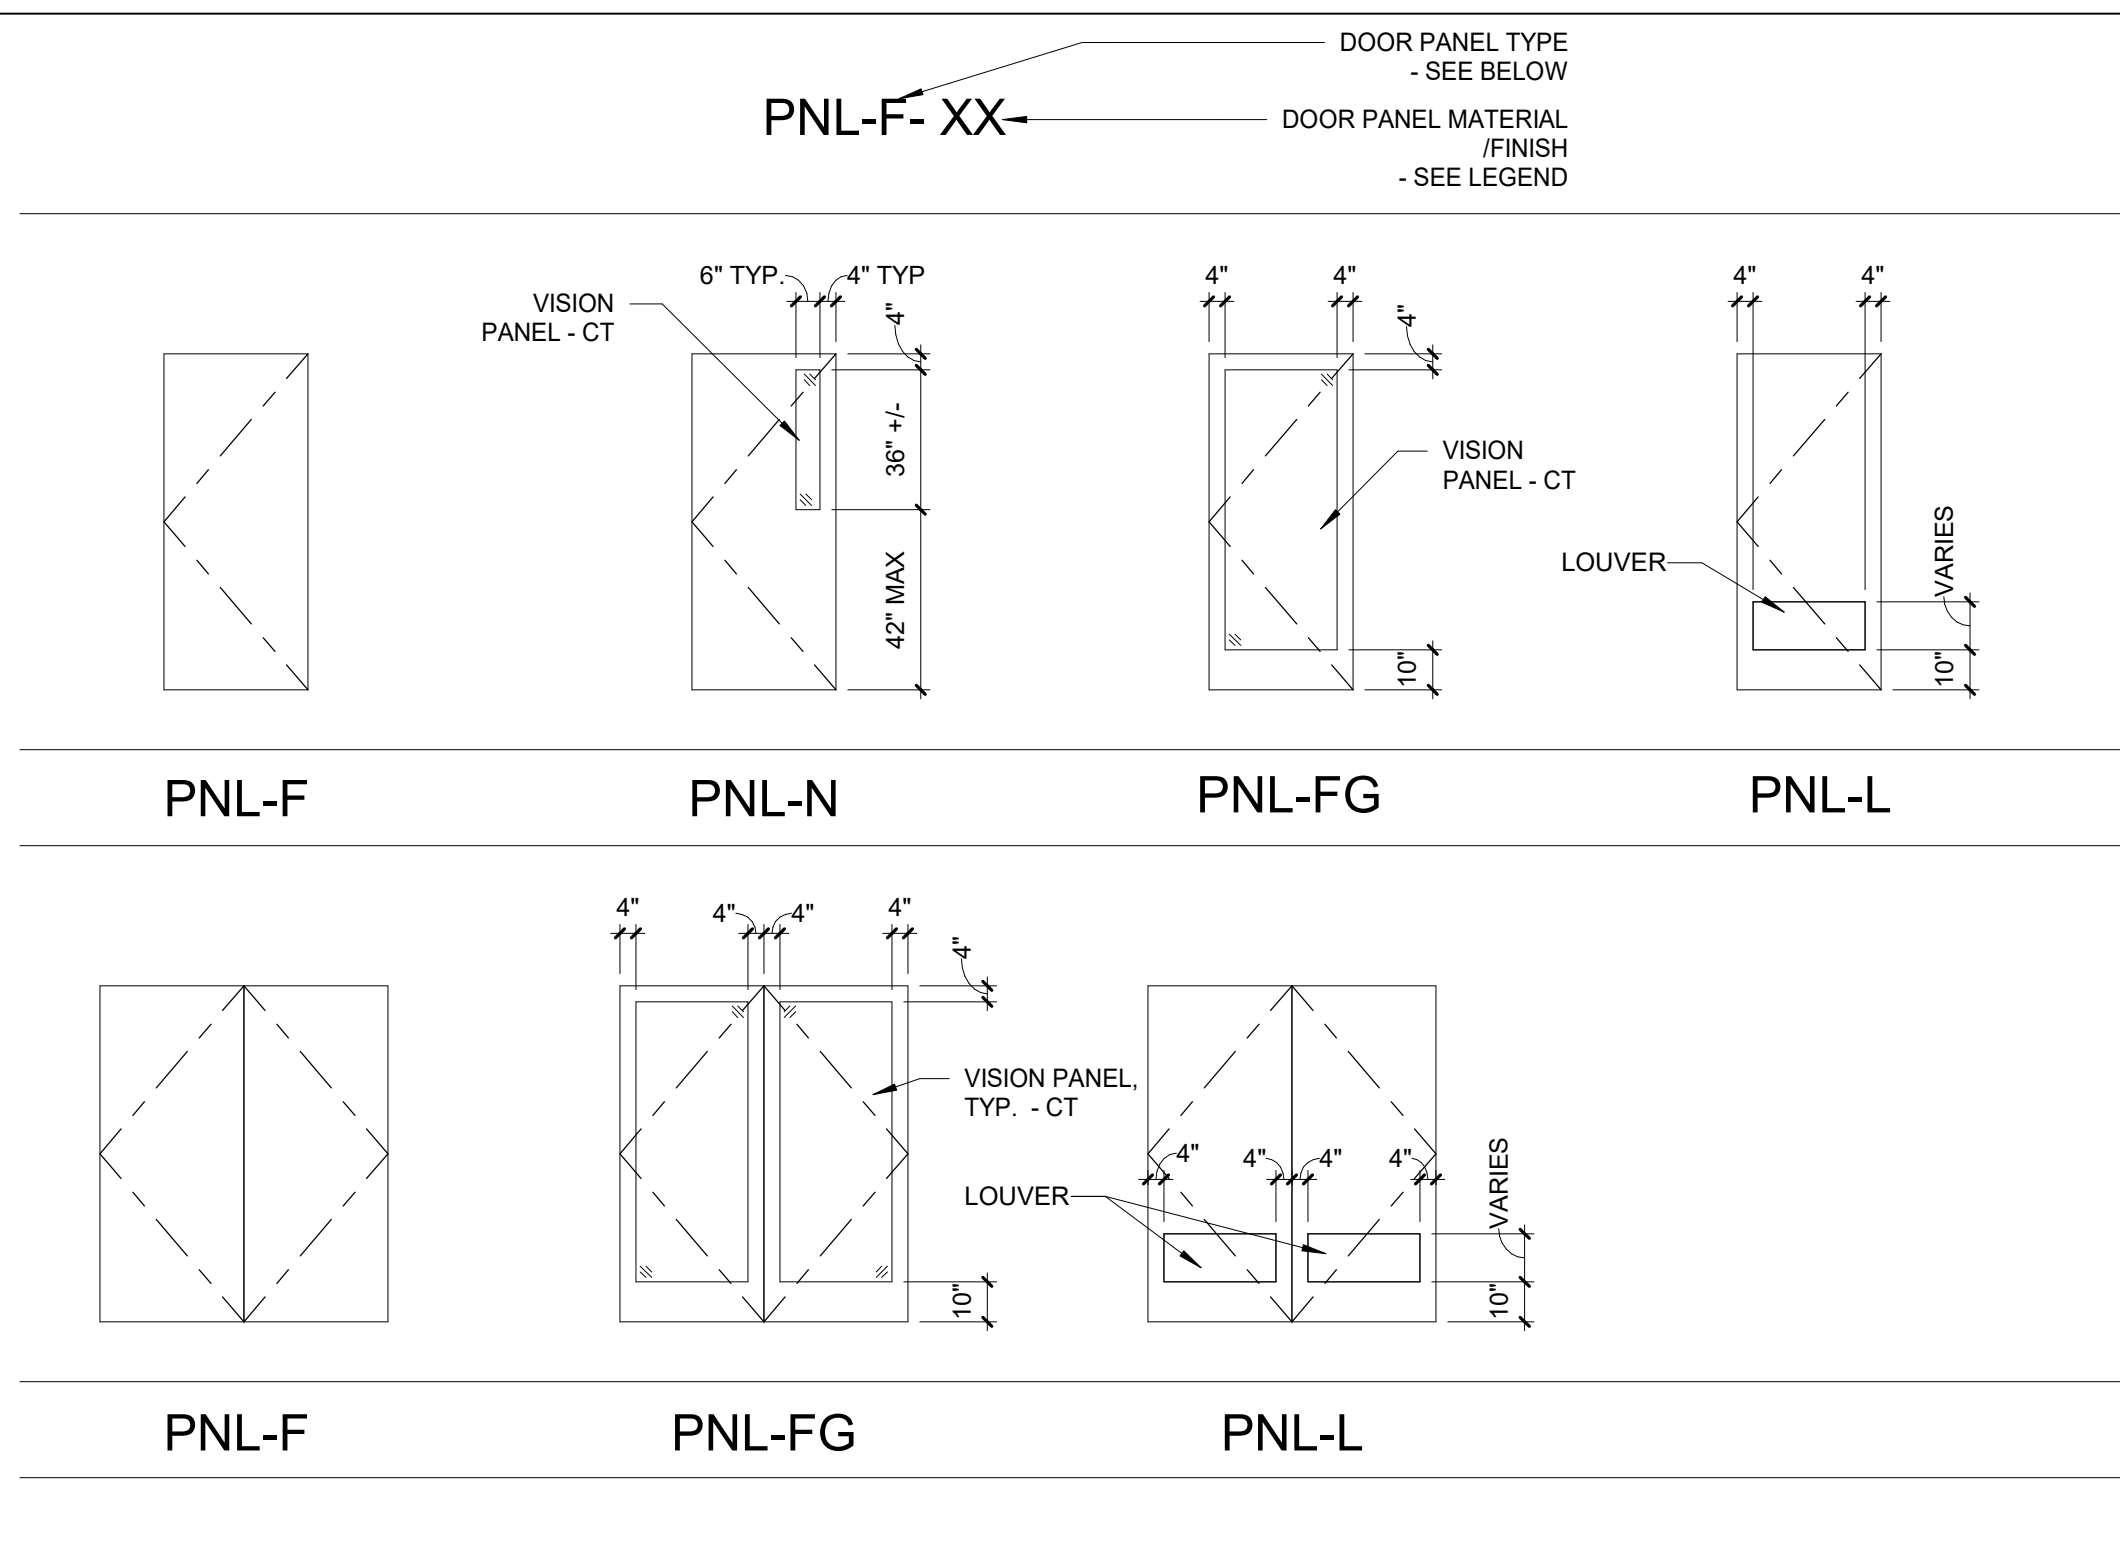 DOOR PANEL TYPE
- SEE BELOW
PNL-F- XX
DOOR PANEL MATERIAL
/FINISH
- SEE LEGEND
VISION
PANEL - CT
6" TYP.
4" TYP
4"
36" +/-
42" MAX
4"
4"
4"
VISION
PANEL - CT
10"
4"
4"
LOUVER
VARIES
10"
PNL-F
PNL-N
PNL-FG
PNL-L
4"
4"
4"
4"
4"
VISION PANEL,
TYP.  - CT
10"
4"
4"
4"
4"
LOUVER
VARIES
10"
PNL-F
PNL-FG
PNL-L